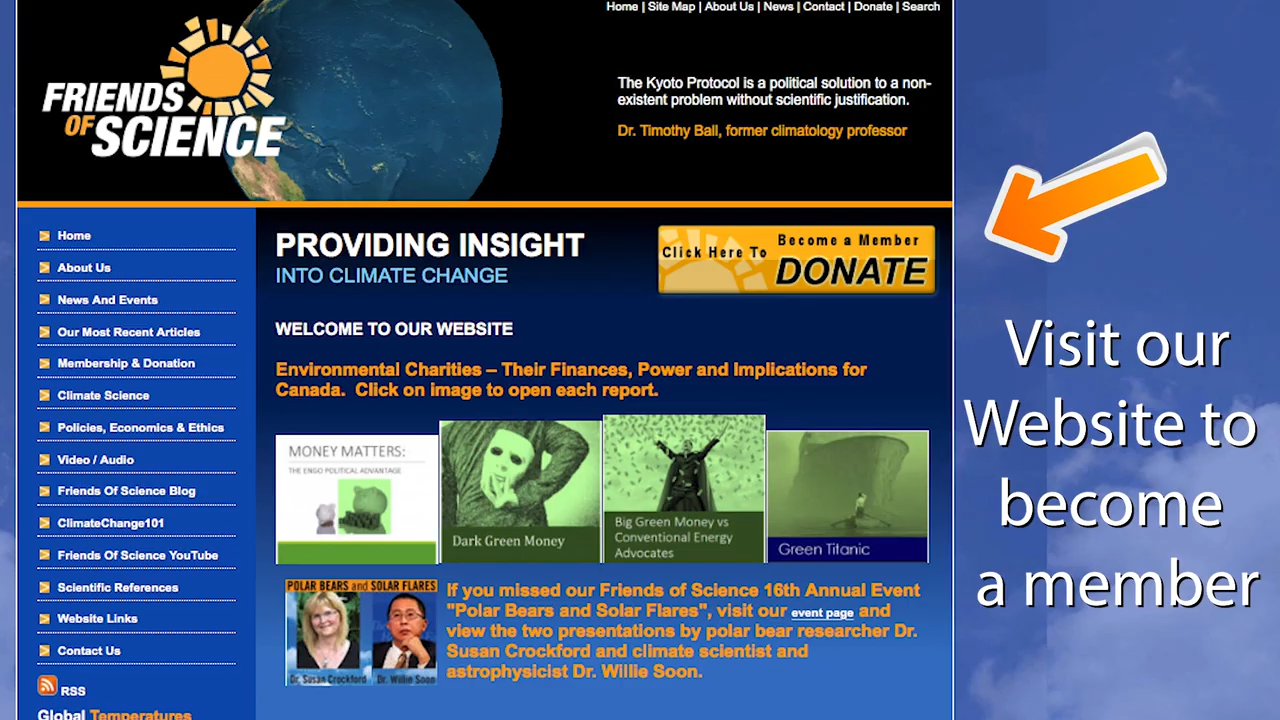 Home | Site Map | About Us | News | Contact | Donate | Search
FRIENDS
OF SCIENCE
The Kyoto Protocol is a political solution to a non-
existent problem without scientific justification.
Dr. Timothy Ball, former climatology professor
Home
About Us
News And Events
Our Most Recent Articles
Membership & Donation
Climate Science
Policies, Economics & Ethics
Video / Audio
Friends Of Science Blog
ClimateChange101
Friends Of Science YouTube
Scientific References
Website Links
Contact Us
RSS
Global Temperatures
PROVIDING INSIGHT
INTO CLIMATE CHANGE
Click Here To
Become a Member
DONATE
WELCOME TO OUR WEBSITE
Environmental Charities – Their Finances, Power and Implications for
Canada. Click on image to open each report.
MONEY MATTERS:
THE ENGO POLITICAL ADVANTAGE
Dark Green Money
Big Green Money vs
Conventional Energy
Advocates
Green Titanic
POLAR BEARS and SOLAR FLARES
Dr. Susan Crockford
Dr. Willie Soon
If you missed our Friends of Science 16th Annual Event
"Polar Bears and Solar Flares", visit our event page and
view the two presentations by polar bear researcher Dr.
Susan Crockford and climate scientist and
astrophysicist Dr. Willie Soon.
Visit our
Website to
become
a member